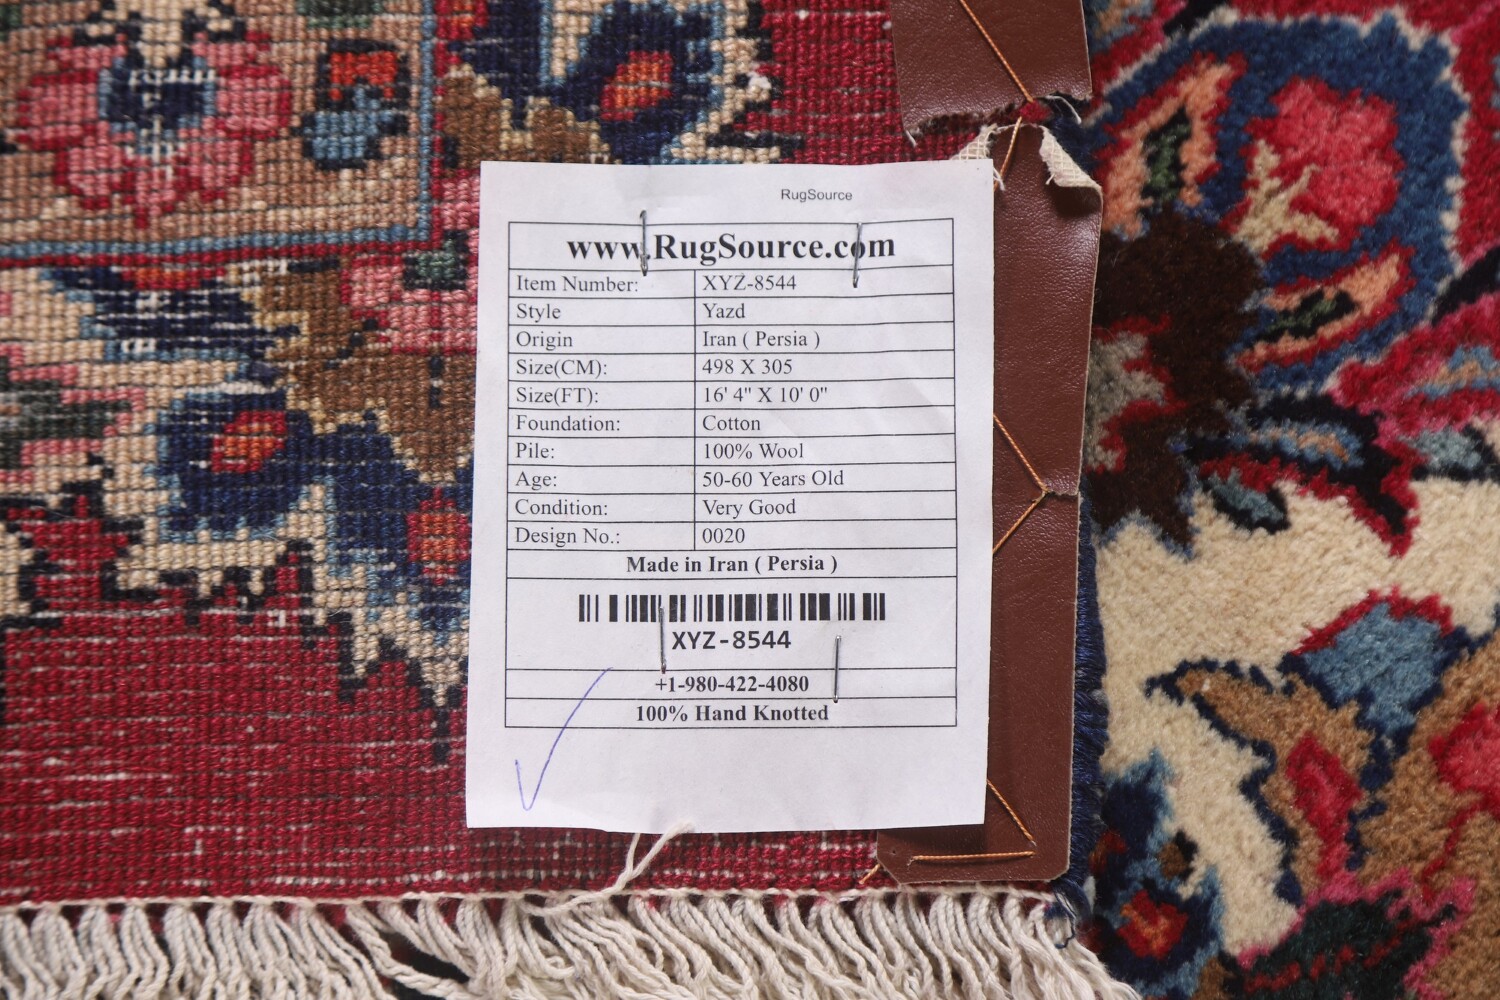 RugSource
www.RugSource.com
Item Number: XYZ-8544
Style Yazd
Origin Iran ( Persia )
Size(CM): 498 X 305
Size(FT): 16' 4" X 10' 0"
Foundation: Cotton
Pile: 100% Wool
Age: 50-60 Years Old
Condition: Very Good
Design No.: 0020
Made in Iran ( Persia )
XYZ-8544
+1-980-422-4080
100% Hand Knotted